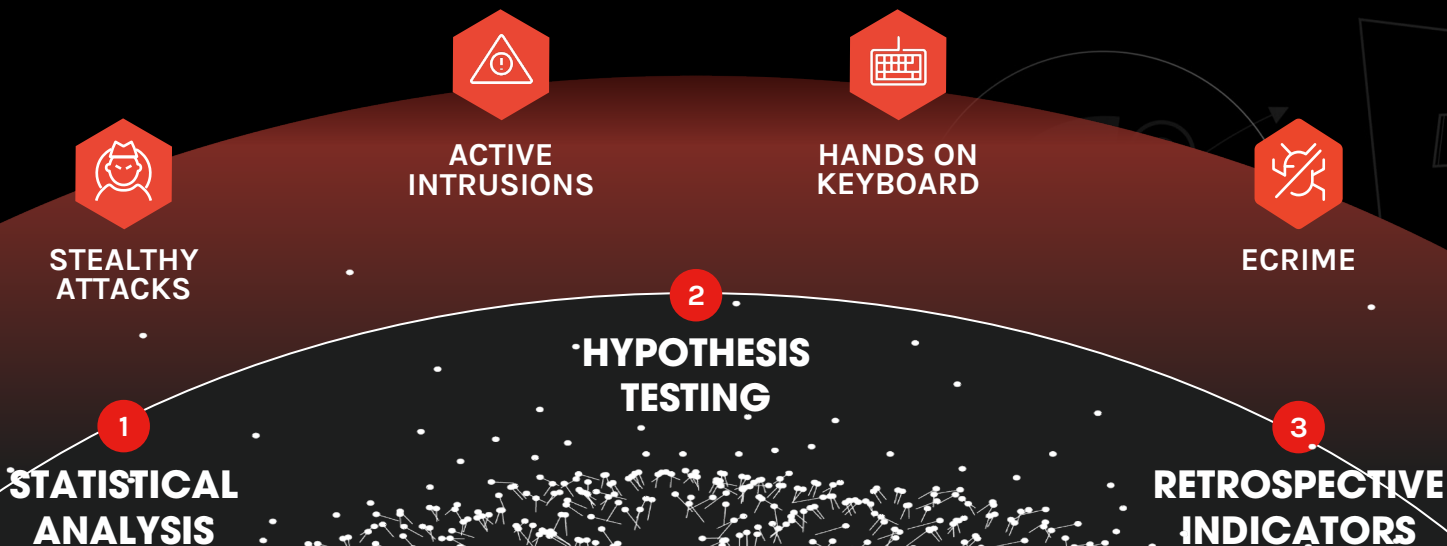 ACTIVE
INTRUSIONS
HANDS ON
KEYBOARD
STEALTHY
ATTACKS
ECRIME
2
HYPOTHESIS
TESTING
1
STATISTICAL
ANALYSIS
3
RETROSPECTIVE
INDICATORS